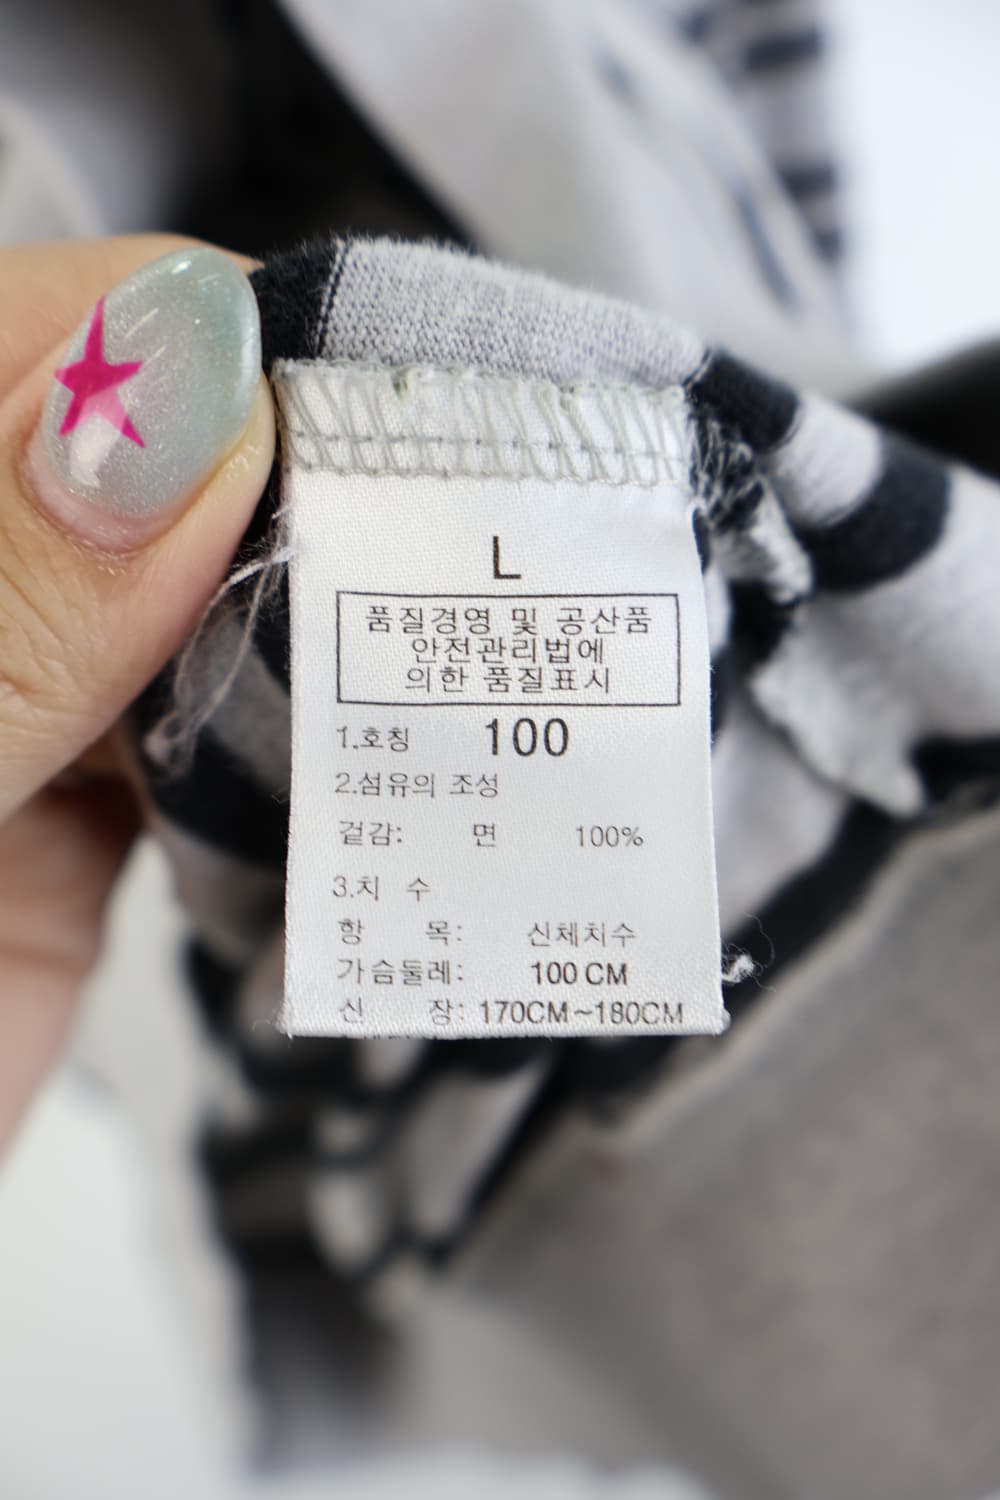 L
품질경영 및 공산품
안전관리법에
의한 품질표시
1.호칭 100
2.섬유의 조성
겉감: 면 100%
3.치 수
항 목: 신체치수
가슴둘레: 100 CM
신 장: 170CM~180CM